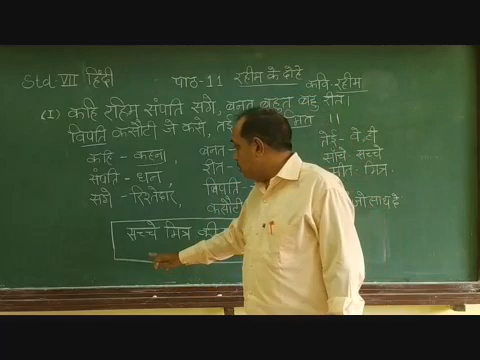 Std-VII हिंदी पाठ-11 रहीम के दोहे
कवि-रहीम
(I) कहि रहिम संपति सगे, बनत बहुत बहु रीत।
विपति कसौटी जे कसे, तेई मित ॥
कहि - कहना, बनत - तेई - वे ही
संपति - धन, रीत - साँचे सच्चे
सगे - रिश्तेदार, विपति - मीत - मित्र
कसौटी
सच्चे मित्र की